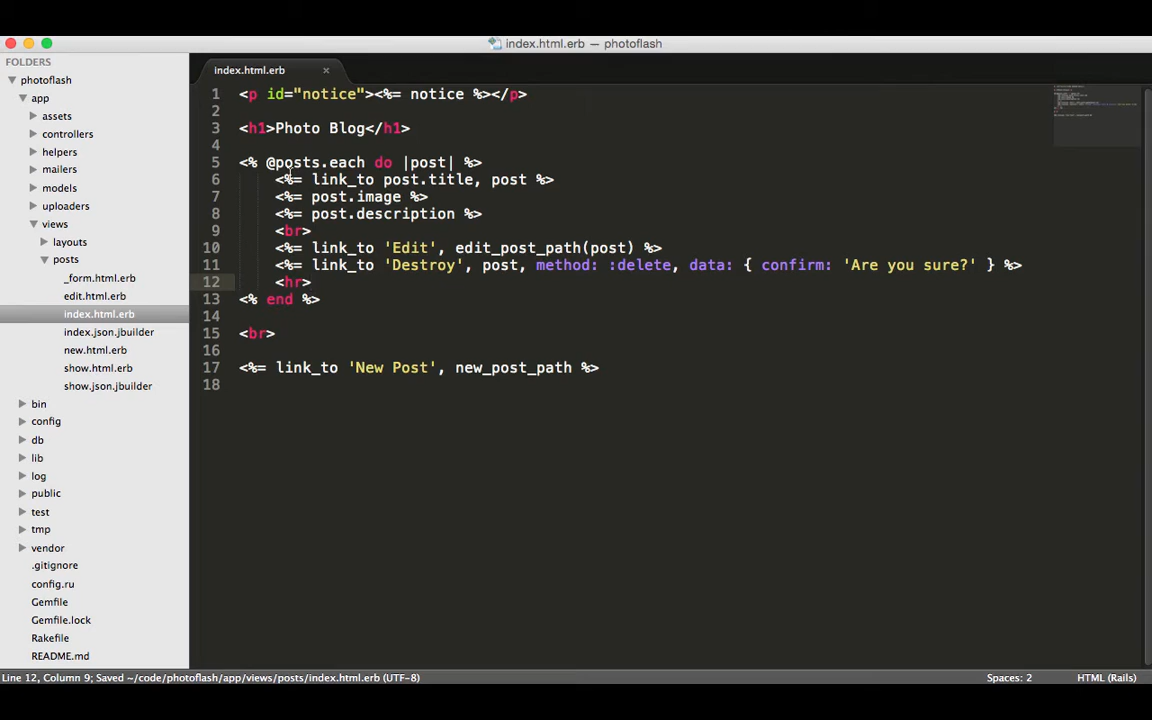 index.html.erb — photoflash
FOLDERS
photoflash
app
assets
controllers
helpers
mailers
models
uploaders
views
layouts
posts
_form.html.erb
edit.html.erb
index.html.erb
index.json.jbuilder
new.html.erb
show.html.erb
show.json.jbuilder
bin
config
db
lib
log
public
test
tmp
vendor
.gitignore
config.ru
Gemfile
Gemfile.lock
Rakefile
README.md
index.html.erb ×
1 <p id="notice"><%= notice %></p>
2
3 <h1>Photo Blog</h1>
4
5 <% @posts.each do |post| %>
6 <%= link_to post.title, post %>
7 <%= post.image %>
8 <%= post.description %>
9 <br>
10 <%= link_to 'Edit', edit_post_path(post) %>
11 <%= link_to 'Destroy', post, method: :delete, data: { confirm: 'Are you sure?' } %>
12 <hr>
13 <% end %>
14
15 <br>
16
17 <%= link_to 'New Post', new_post_path %>
18
Line 12, Column 9; Saved ~/code/photoflash/app/views/posts/index.html.erb (UTF-8)
Spaces: 2
HTML (Rails)